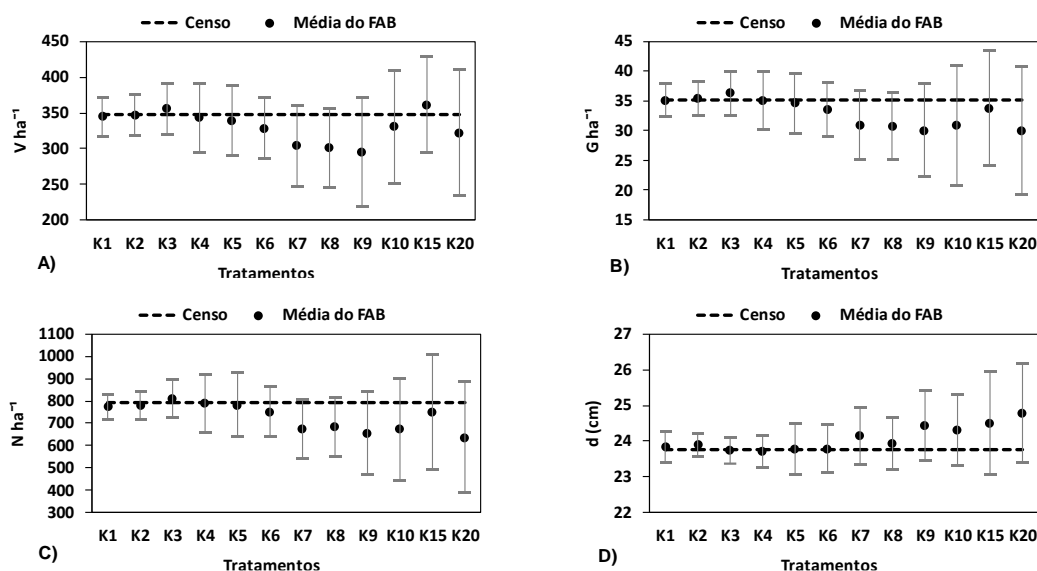 Censo Média do FAB
450
400
350
300
250
200
V ha⁻¹
K1 K2 K3 K4 K5 K6 K7 K8 K9 K10 K15 K20
Tratamentos
A)
Censo Média do FAB
45
40
35
30
25
20
15
G ha⁻¹
K1 K2 K3 K4 K5 K6 K7 K8 K9 K10 K15 K20
Tratamentos
B)
Censo Média do FAB
1100
1000
900
800
700
600
500
400
300
N ha⁻¹
K1 K2 K3 K4 K5 K6 K7 K8 K9 K10 K15 K20
Tratamentos
C)
Censo Média do FAB
27
26
25
24
23
22
d (cm)
K1 K2 K3 K4 K5 K6 K7 K8 K9 K10 K15 K20
Tratamentos
D)